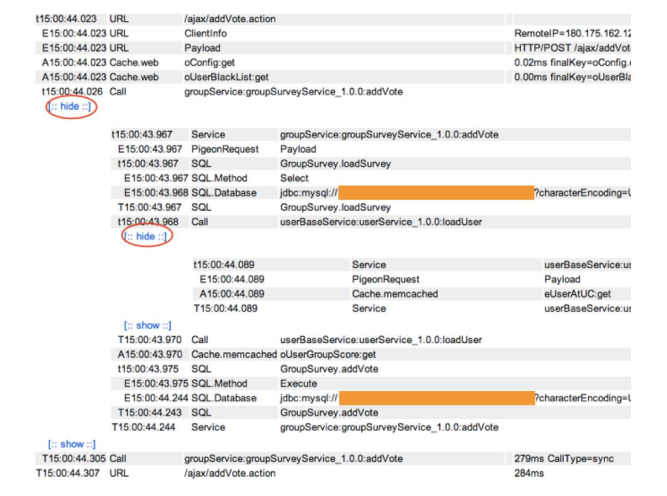 t15:00:44.023 URL /ajax/addVote.action
E15:00:44.023 URL ClientInfo RemoteIP=180.175.162.12
E15:00:44.023 URL Payload HTTP/POST /ajax/addVot
A15:00:44.023 Cache.web oConfig:get 0.02ms finalKey=oConfig.
A15:00:44.023 Cache.web oUserBlackList:get 0.00ms finalKey=oUserBla
t15:00:44.026 Call groupService:groupSurveyService_1.0.0:addVote
[:: hide ::]
t15:00:43.967 Service groupService:groupSurveyService_1.0.0:addVote
E15:00:43.967 PigeonRequest Payload
t15:00:43.967 SQL GroupSurvey.loadSurvey
E15:00:43.967 SQL.Method Select
E15:00:43.968 SQL.Database jdbc:mysql:// ?characterEncoding=U
T15:00:43.967 SQL GroupSurvey.loadSurvey
t15:00:43.968 Call userBaseService:userService_1.0.0:loadUser
[:: hide ::]
t15:00:44.089 Service userBaseService:us
E15:00:44.089 PigeonRequest Payload
A15:00:44.089 Cache.memcached eUserAtUC:get
T15:00:44.089 Service userBaseService:us
[:: show ::]
T15:00:43.970 Call userBaseService:userService_1.0.0:loadUser
A15:00:43.970 Cache.memcached oUserGroupScore:get
t15:00:43.975 SQL GroupSurvey.addVote
E15:00:43.975 SQL.Method Execute
E15:00:44.244 SQL.Database jdbc:mysql:// ?characterEncoding=U
T15:00:44.243 SQL GroupSurvey.addVote
T15:00:44.244 Service groupService:groupSurveyService_1.0.0:addVote
[:: show ::]
T15:00:44.305 Call groupService:groupSurveyService_1.0.0:addVote 279ms CallType=sync
T15:00:44.307 URL /ajax/addVote.action 284ms